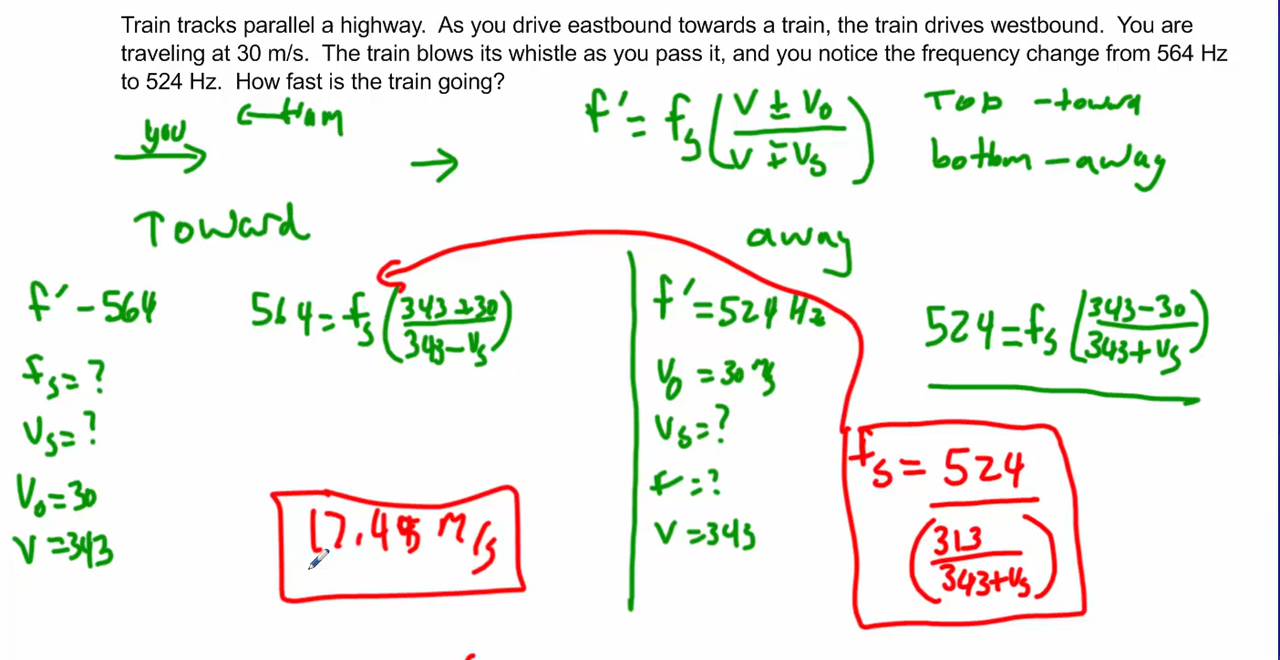 Train tracks parallel a highway. As you drive eastbound towards a train, the train drives westbound. You are
traveling at 30 m/s. The train blows its whistle as you pass it, and you notice the frequency change from 564 Hz
to 524 Hz. How fast is the train going?
you
←train
f' = fs((V ± Vo)/(V ∓ Vs))
Top - toward
bottom - away
Toward
f' - 564
fs = ?
Vs = ?
Vo = 30
V = 343
564 = fs((343 + 30)/(343 - Vs))
17.48 m/s
away
f' = 524 Hz
Vo = 30 m/s
Vs = ?
f = ?
V = 343
524 = fs((343 - 30)/(343 + Vs))
fs = 524/(313/(343 + Vs))